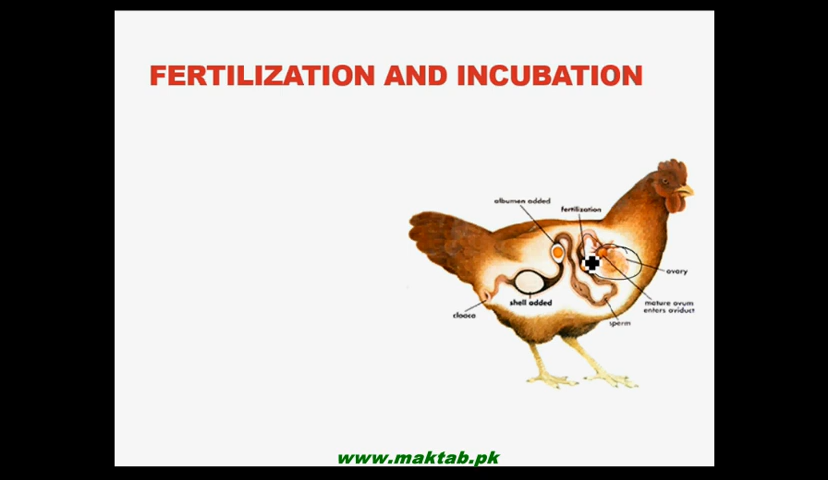 FERTILIZATION AND INCUBATION
albumen added
fertilization
ovary
mature ovum
enters oviduct
shell added
cloaca
sperm
www.maktab.pk